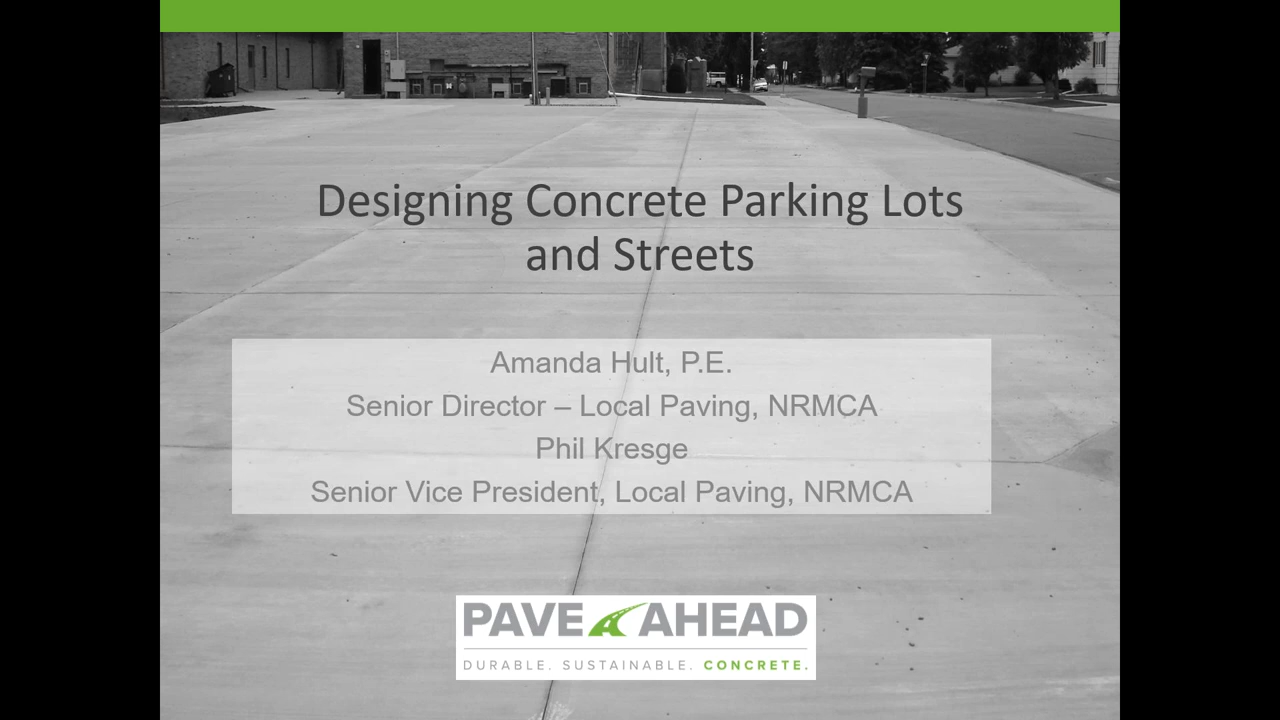 Designing Concrete Parking Lots
and Streets
Amanda Hult, P.E.
Senior Director – Local Paving, NRMCA
Phil Kresge
Senior Vice President, Local Paving, NRMCA
PAVE AHEAD
DURABLE. SUSTAINABLE. CONCRETE.